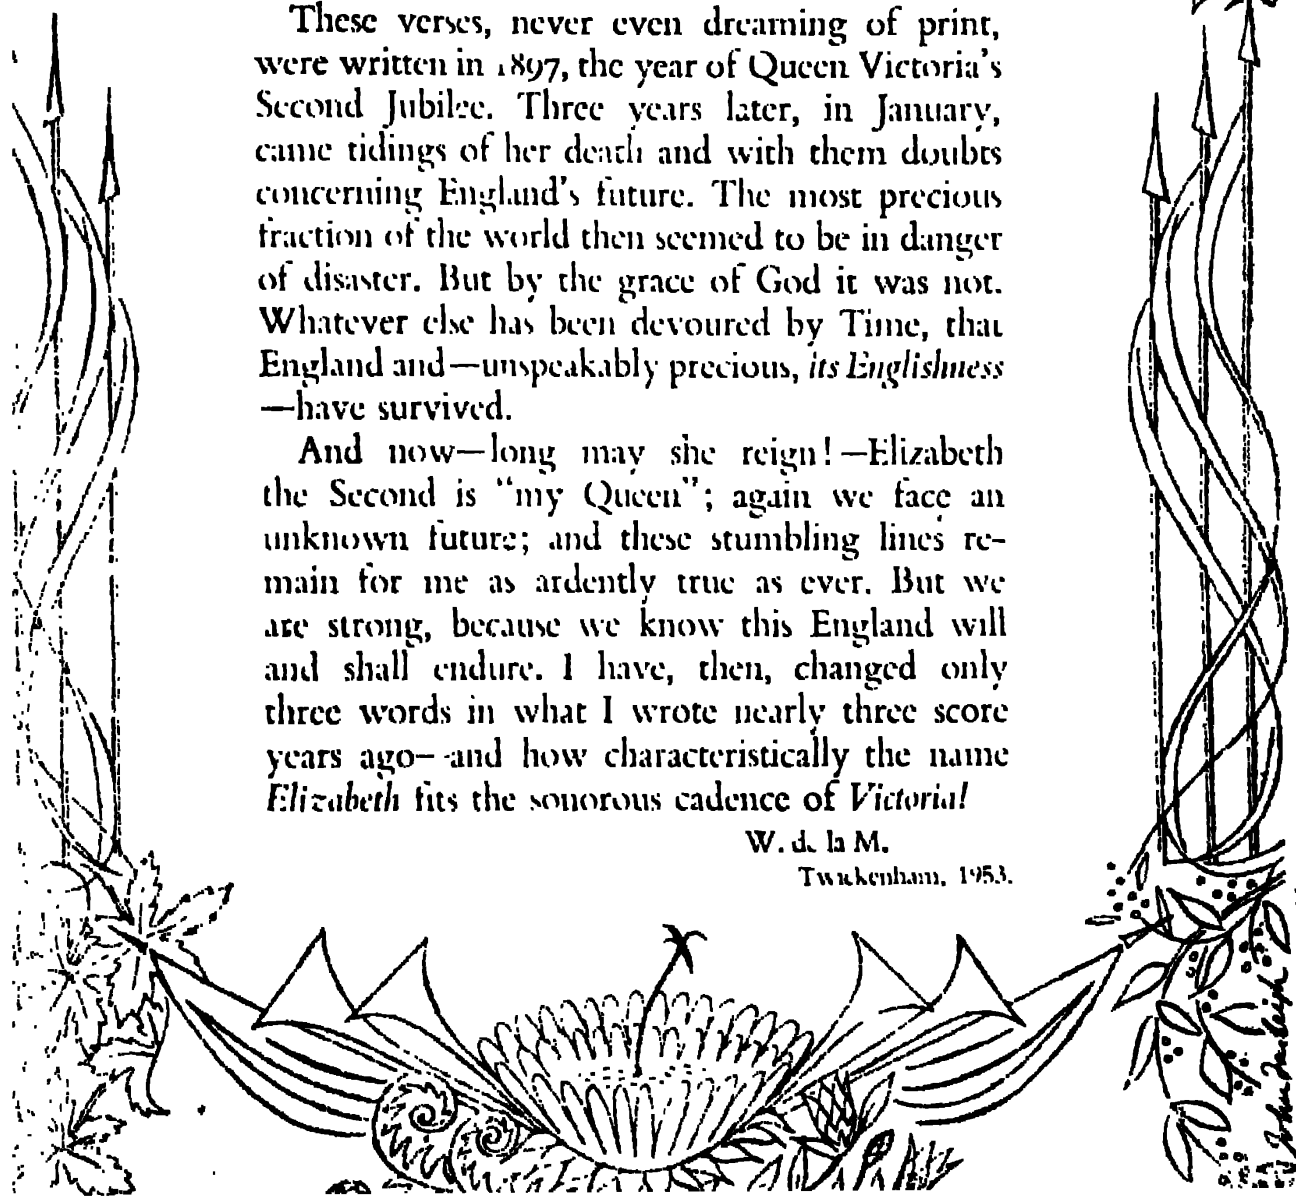 These verses, never even dreaming of print,
were written in 1897, the year of Queen Victoria's
Second Jubilee. Three years later, in January,
came tidings of her death and with them doubts
concerning England's future. The most precious
fraction of the world then seemed to be in danger
of disaster. But by the grace of God it was not.
Whatever else has been devoured by Time, that
England and—unspeakably precious, its Englishness
—have survived.
And now—long may she reign!—Elizabeth
the Second is "my Queen"; again we face an
unknown future; and these stumbling lines re-
main for me as ardently true as ever. But we
are strong, because we know this England will
and shall endure. I have, then, changed only
three words in what I wrote nearly three score
years ago—and how characteristically the name
Elizabeth fits the sonorous cadence of Victoria!
W. de la M.
Twickenham, 1953.
John